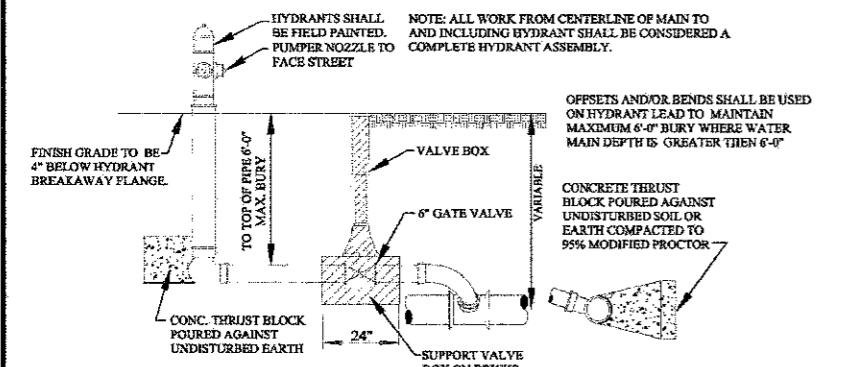 HYDRANTS SHALL
BE FIELD PAINTED.
PUMPER NOZZLE TO
FACE STREET
NOTE: ALL WORK FROM CENTERLINE OF MAIN TO
AND INCLUDING HYDRANT SHALL BE CONSIDERED A
COMPLETE HYDRANT ASSEMBLY.
OFFSETS AND/OR BENDS SHALL BE USED
ON HYDRANT LEAD TO MAINTAIN
MAXIMUM 6'-0" BURY WHERE WATER
MAIN DEPTH IS GREATER THEN 6'-0"
FINISH GRADE TO BE
4" BELOW HYDRANT
BREAKAWAY FLANGE.
TO TOP OF PIPE 6'-0"
MAX. BURY
VALVE BOX
6" GATE VALVE
VARIABLE
CONCRETE THRUST
BLOCK POURED AGAINST
UNDISTURBED SOIL OR
EARTH COMPACTED TO
95% MODIFIED PROCTOR
CONC. THRUST BLOCK
POURED AGAINST
UNDISTURBED EARTH
24"
SUPPORT VALVE